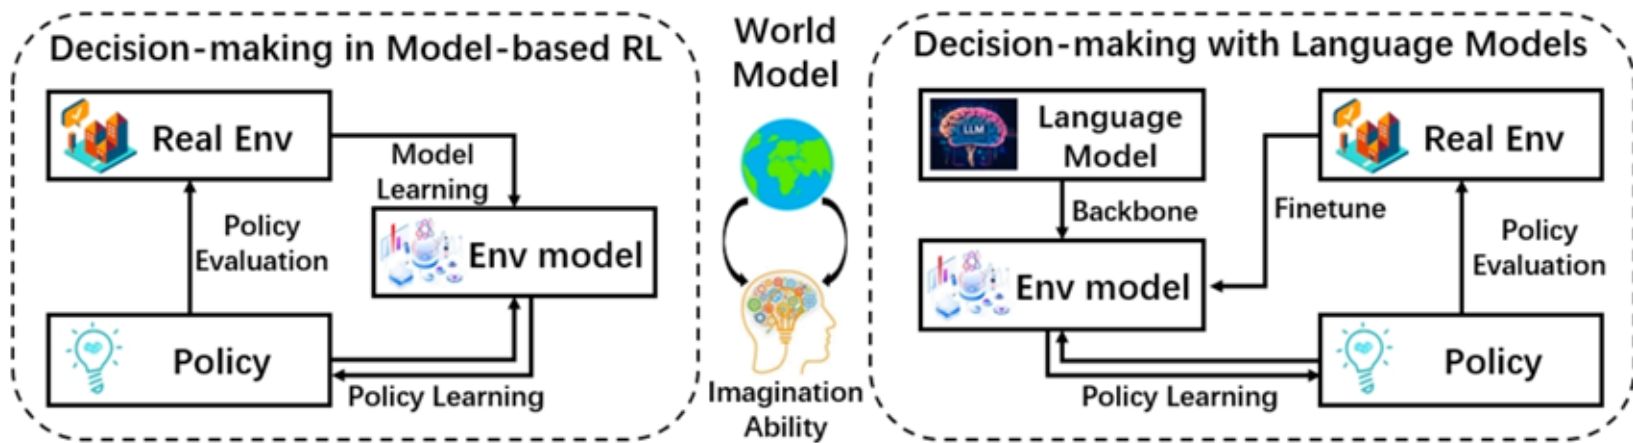 Decision-making in Model-based RL
Real Env
Model
Learning
Policy
Evaluation
Env model
Policy
Policy Learning
World
Model
Imagination
Ability
Decision-making with Language Models
LLM
Language
Model
Real Env
Backbone
Finetune
Policy
Evaluation
Env model
Policy
Policy Learning